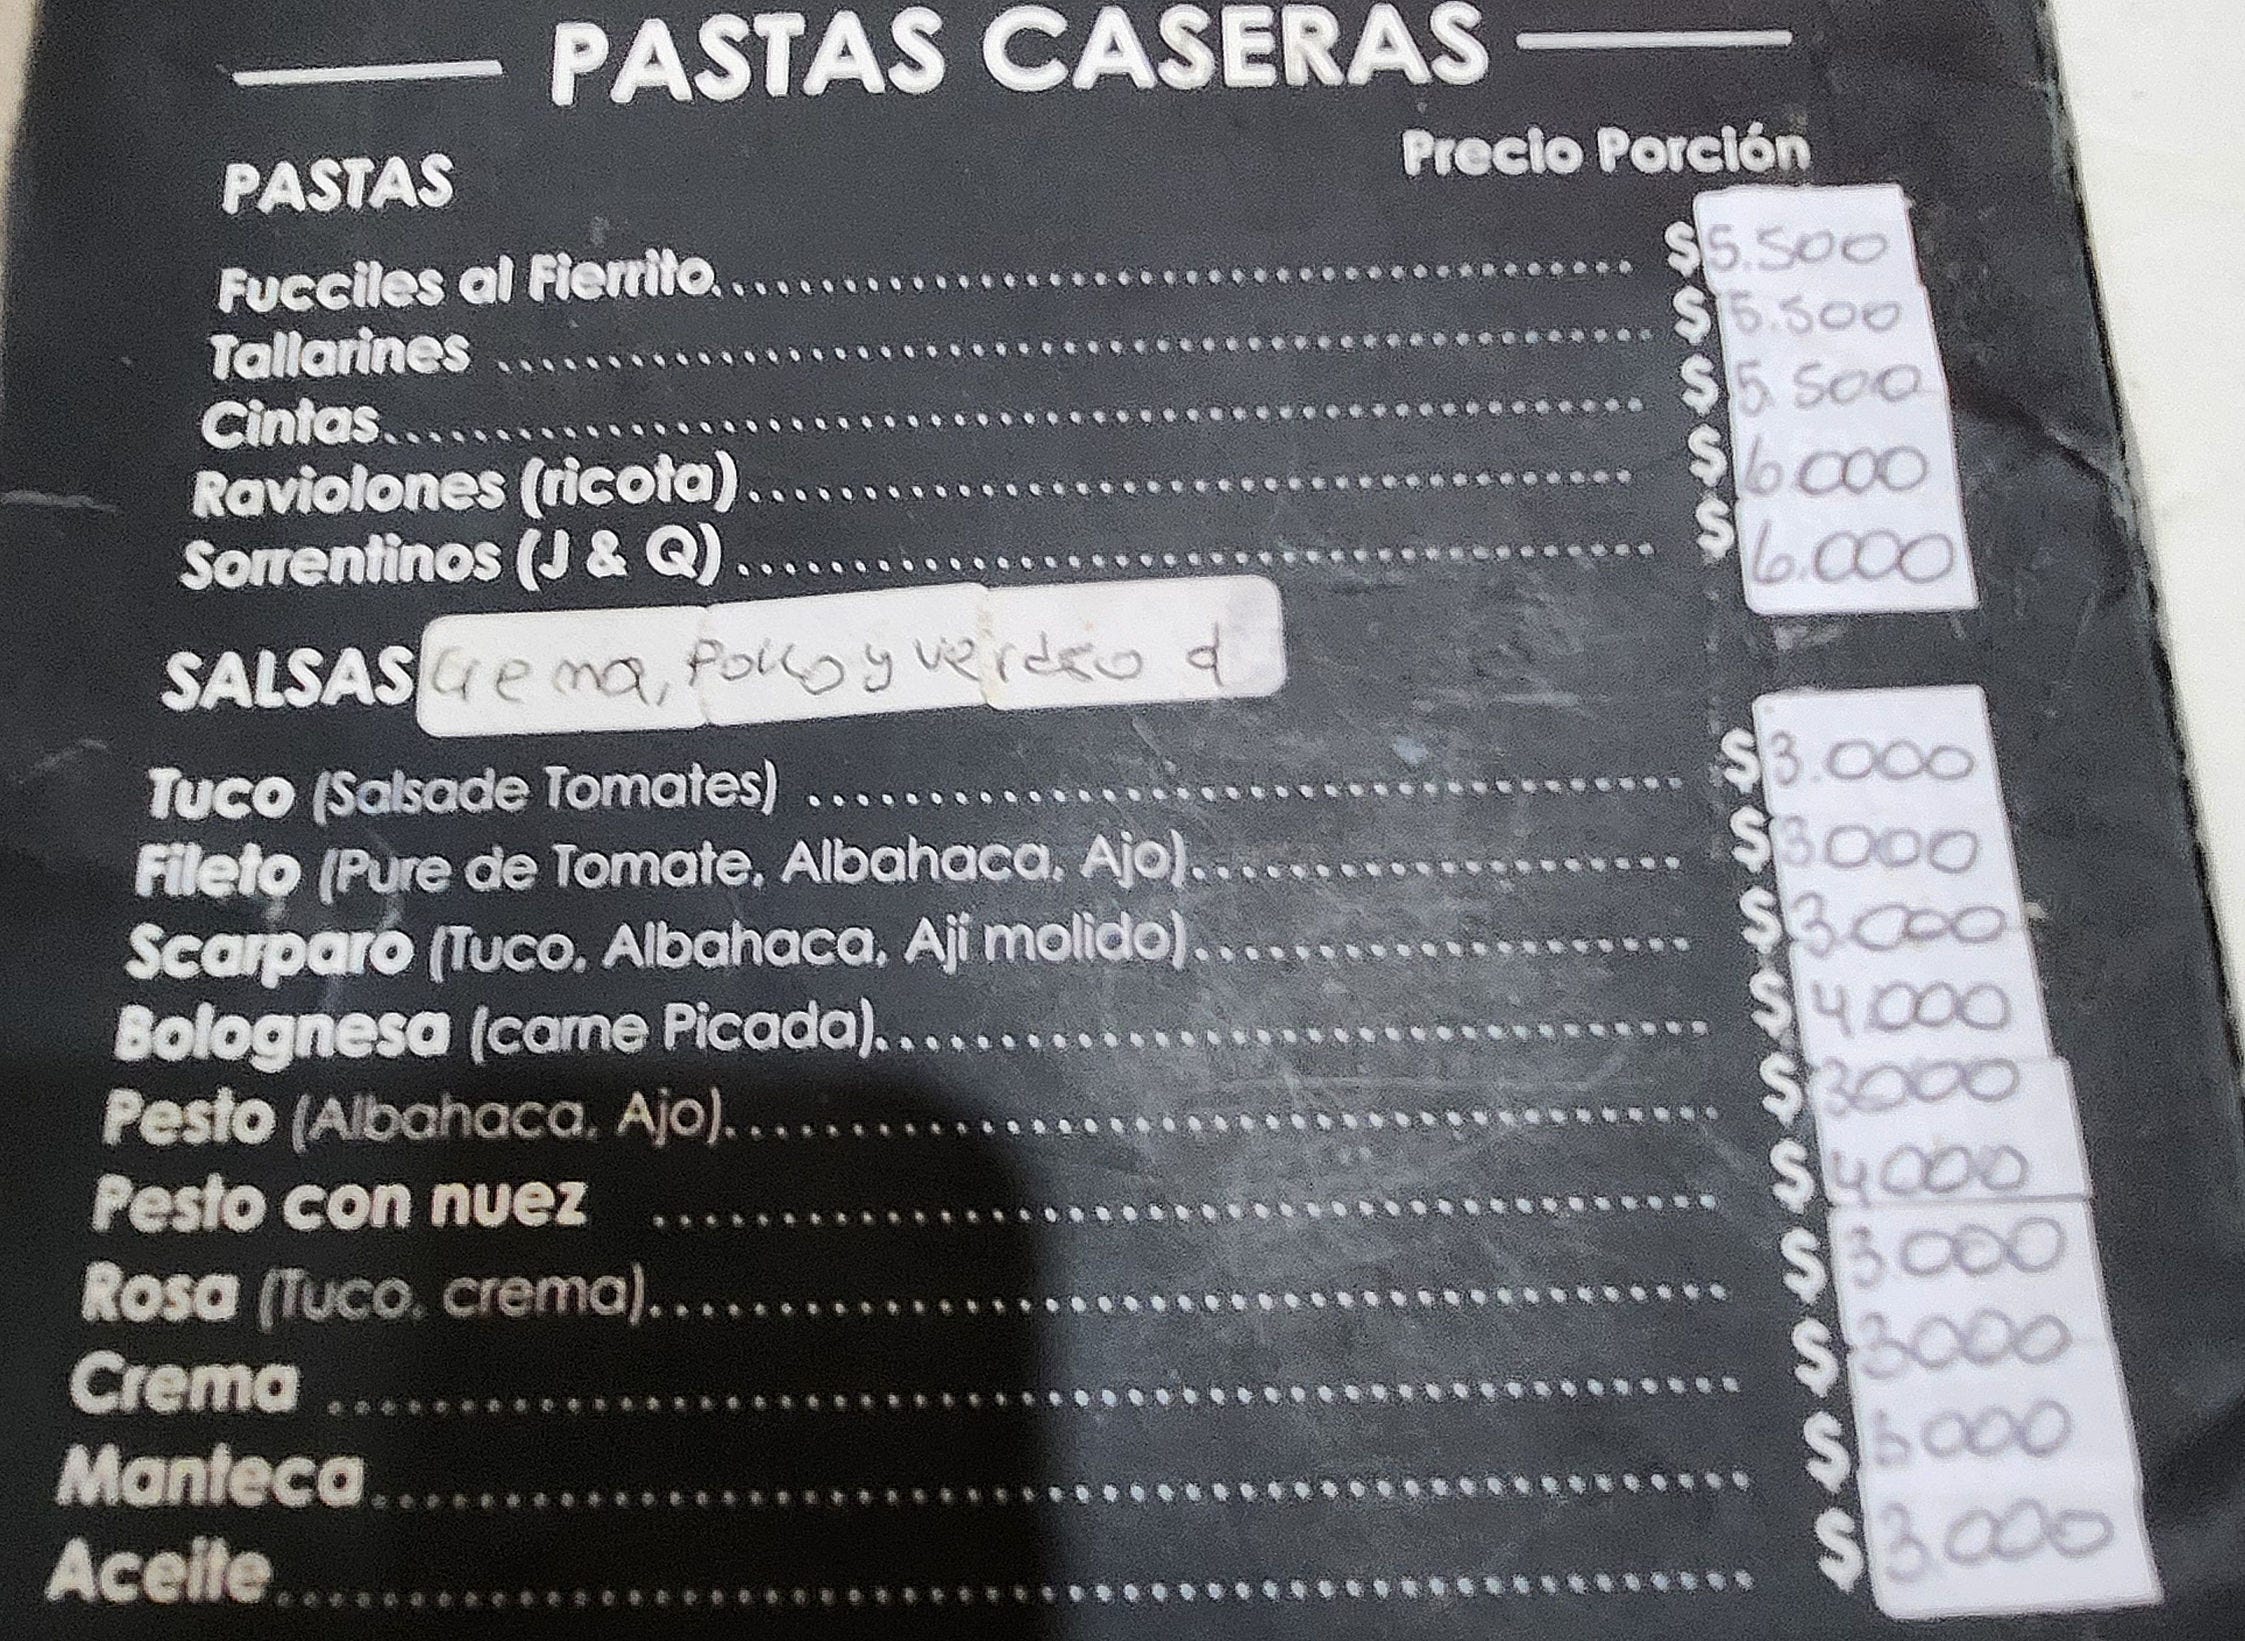 PASTAS CASERAS
Precio Porción
PASTAS
Fucciles al Fierrito $ 5.500
Tallarines $ 5.500
Cintas $ 5.500
Raviolones (ricota) $ 6.000
Sorrentinos (J & Q) $ 6.000
SALSAS Crema, Pollo y verdeo
Tuco (Salsade Tomates) $ 3.000
Fileto (Pure de Tomate, Albahaca, Ajo) $ 3000
Scarparo (Tuco, Albahaca, Ají molido) $ 3.000
Bolognesa (carne Picada) $ 4.000
Pesto (Albahaca, Ajo) $ 3000
Pesto con nuez $ 4000
Rosa (Tuco, crema) $ 3.000
Crema $ 3000
Manteca $
Aceite $ 3.000